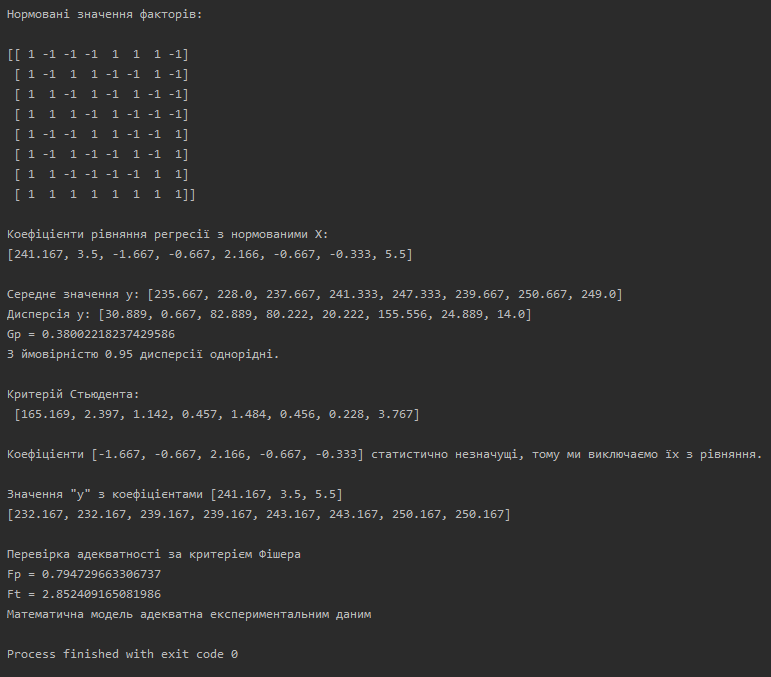 Нормовані значення факторів:
[[ 1 -1 -1 -1  1  1  1 -1]
 [ 1 -1  1  1 -1 -1  1 -1]
 [ 1  1 -1  1 -1  1 -1 -1]
 [ 1  1  1 -1  1 -1 -1 -1]
 [ 1 -1 -1  1  1 -1 -1  1]
 [ 1 -1  1 -1 -1  1 -1  1]
 [ 1  1 -1 -1 -1 -1  1  1]
 [ 1  1  1  1  1  1  1  1]]
Коефіцієнти рівняння регресії з нормованими X:
[241.167, 3.5, -1.667, -0.667, 2.166, -0.667, -0.333, 5.5]
Середнє значення y: [235.667, 228.0, 237.667, 241.333, 247.333, 239.667, 250.667, 249.0]
Дисперсія y: [30.889, 0.667, 82.889, 80.222, 20.222, 155.556, 24.889, 14.0]
Gp = 0.38002218237429586
З ймовірністю 0.95 дисперсії однорідні.
Критерій Стьюдента:
 [165.169, 2.397, 1.142, 0.457, 1.484, 0.456, 0.228, 3.767]
Коефіцієнти [-1.667, -0.667, 2.166, -0.667, -0.333] статистично незначущі, тому ми виключаємо їх з рівняння.
Значення "y" з коефіцієнтами [241.167, 3.5, 5.5]
[232.167, 232.167, 239.167, 239.167, 243.167, 243.167, 250.167, 250.167]
Перевірка адекватності за критерієм Фішера
Fp = 0.794729663306737
Ft = 2.852409165081986
Математична модель адекватна експериментальним даним
Process finished with exit code 0